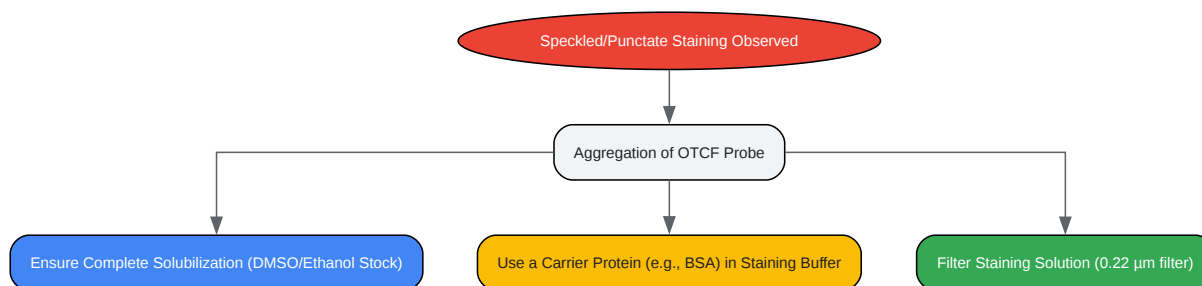 Speckled/Punctate Staining Observed
Aggregation of OTCF Probe
Ensure Complete Solubilization (DMSO/Ethanol Stock)
Use a Carrier Protein (e.g., BSA) in Staining Buffer
Filter Staining Solution (0.22 µm filter)